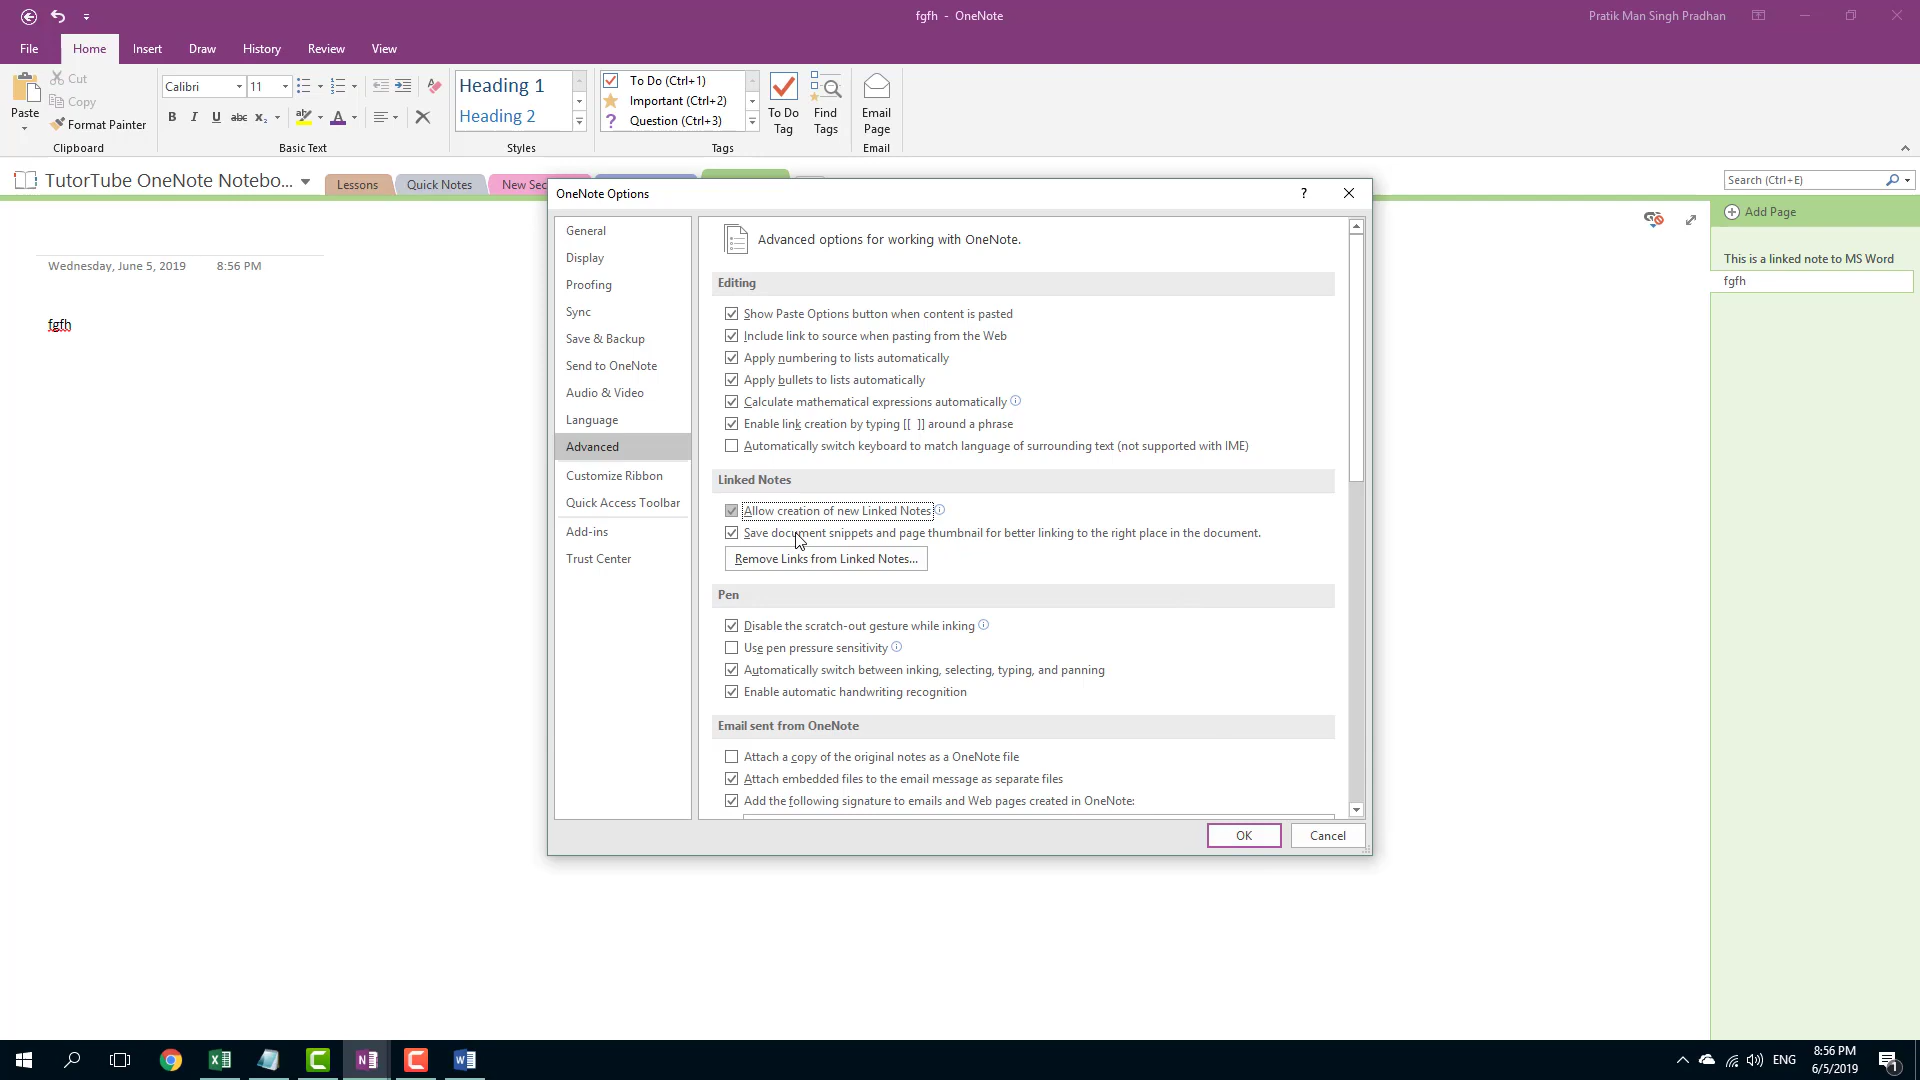 fgfh - OneNote
Pratik Man Singh Pradhan
File
Home
Insert
Draw
History
Review
View
Paste
Cut
Copy
Format Painter
Clipboard
Calibri
11
B I U abc x₂
A
Basic Text
Heading 1
Heading 2
Styles
To Do (Ctrl+1)
Important (Ctrl+2)
Question (Ctrl+3)
Tags
To Do
Tag
Find
Tags
Email
Page
Email
TutorTube OneNote Notebo...
Lessons
Quick Notes
New Sec
Search (Ctrl+E)
Add Page
This is a linked note to MS Word
fgfh
Wednesday, June 5, 2019
8:56 PM
fgfh
OneNote Options
?
General
Display
Proofing
Sync
Save & Backup
Send to OneNote
Audio & Video
Language
Advanced
Customize Ribbon
Quick Access Toolbar
Add-ins
Trust Center
Advanced options for working with OneNote.
Editing
Show Paste Options button when content is pasted
Include link to source when pasting from the Web
Apply numbering to lists automatically
Apply bullets to lists automatically
Calculate mathematical expressions automatically
Enable link creation by typing [[ ]] around a phrase
Automatically switch keyboard to match language of surrounding text (not supported with IME)
Linked Notes
Allow creation of new Linked Notes
Save document snippets and page thumbnail for better linking to the right place in the document.
Remove Links from Linked Notes...
Pen
Disable the scratch-out gesture while inking
Use pen pressure sensitivity
Automatically switch between inking, selecting, typing, and panning
Enable automatic handwriting recognition
Email sent from OneNote
Attach a copy of the original notes as a OneNote file
Attach embedded files to the email message as separate files
Add the following signature to emails and Web pages created in OneNote:
OK
Cancel
ENG
8:56 PM
6/5/2019
1